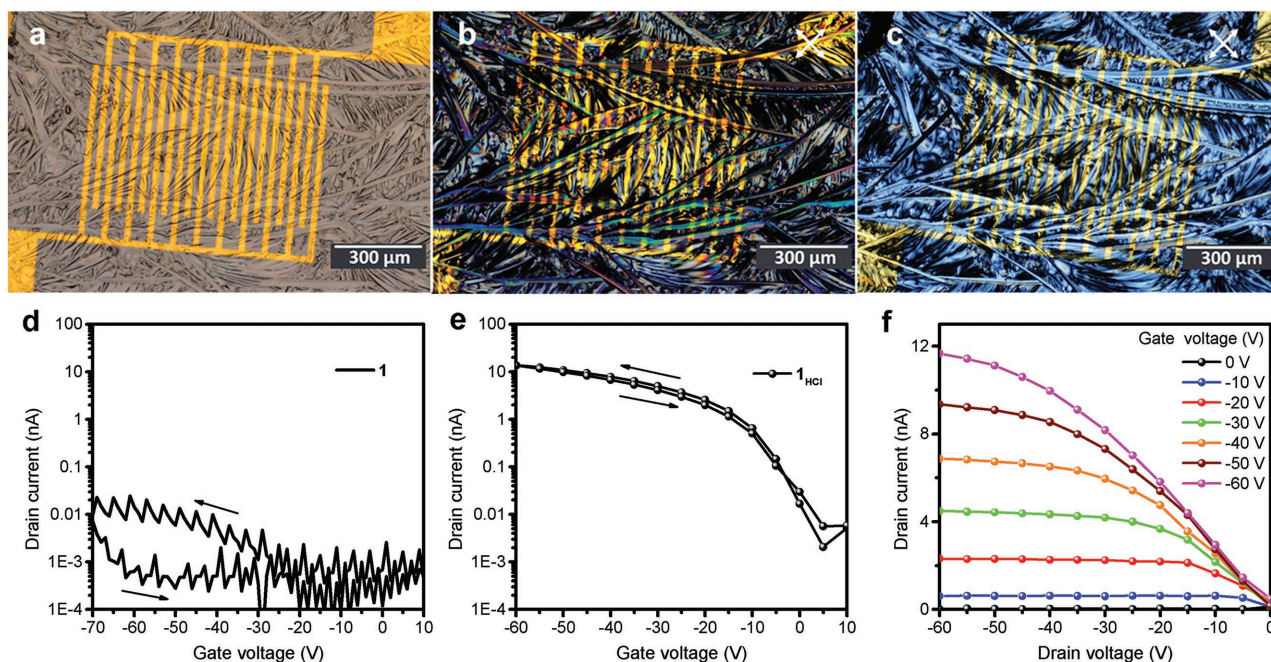 a
b
c
300 µm
300 µm
300 µm
d
100
10
1
0.1
0.01
1E-3
1E-4
Drain current (nA)
1
-70 -60 -50 -40 -30 -20 -10 0 10
Gate voltage (V)
e
100
10
1
0.1
0.01
1E-3
1E-4
Drain current (nA)
1HCl
-60 -50 -40 -30 -20 -10 0 10
Gate voltage (V)
f
12
8
4
0
Drain current (nA)
Gate voltage (V)
0 V
-10 V
-20 V
-30 V
-40 V
-50 V
-60 V
-60 -50 -40 -30 -20 -10 0
Drain voltage (V)